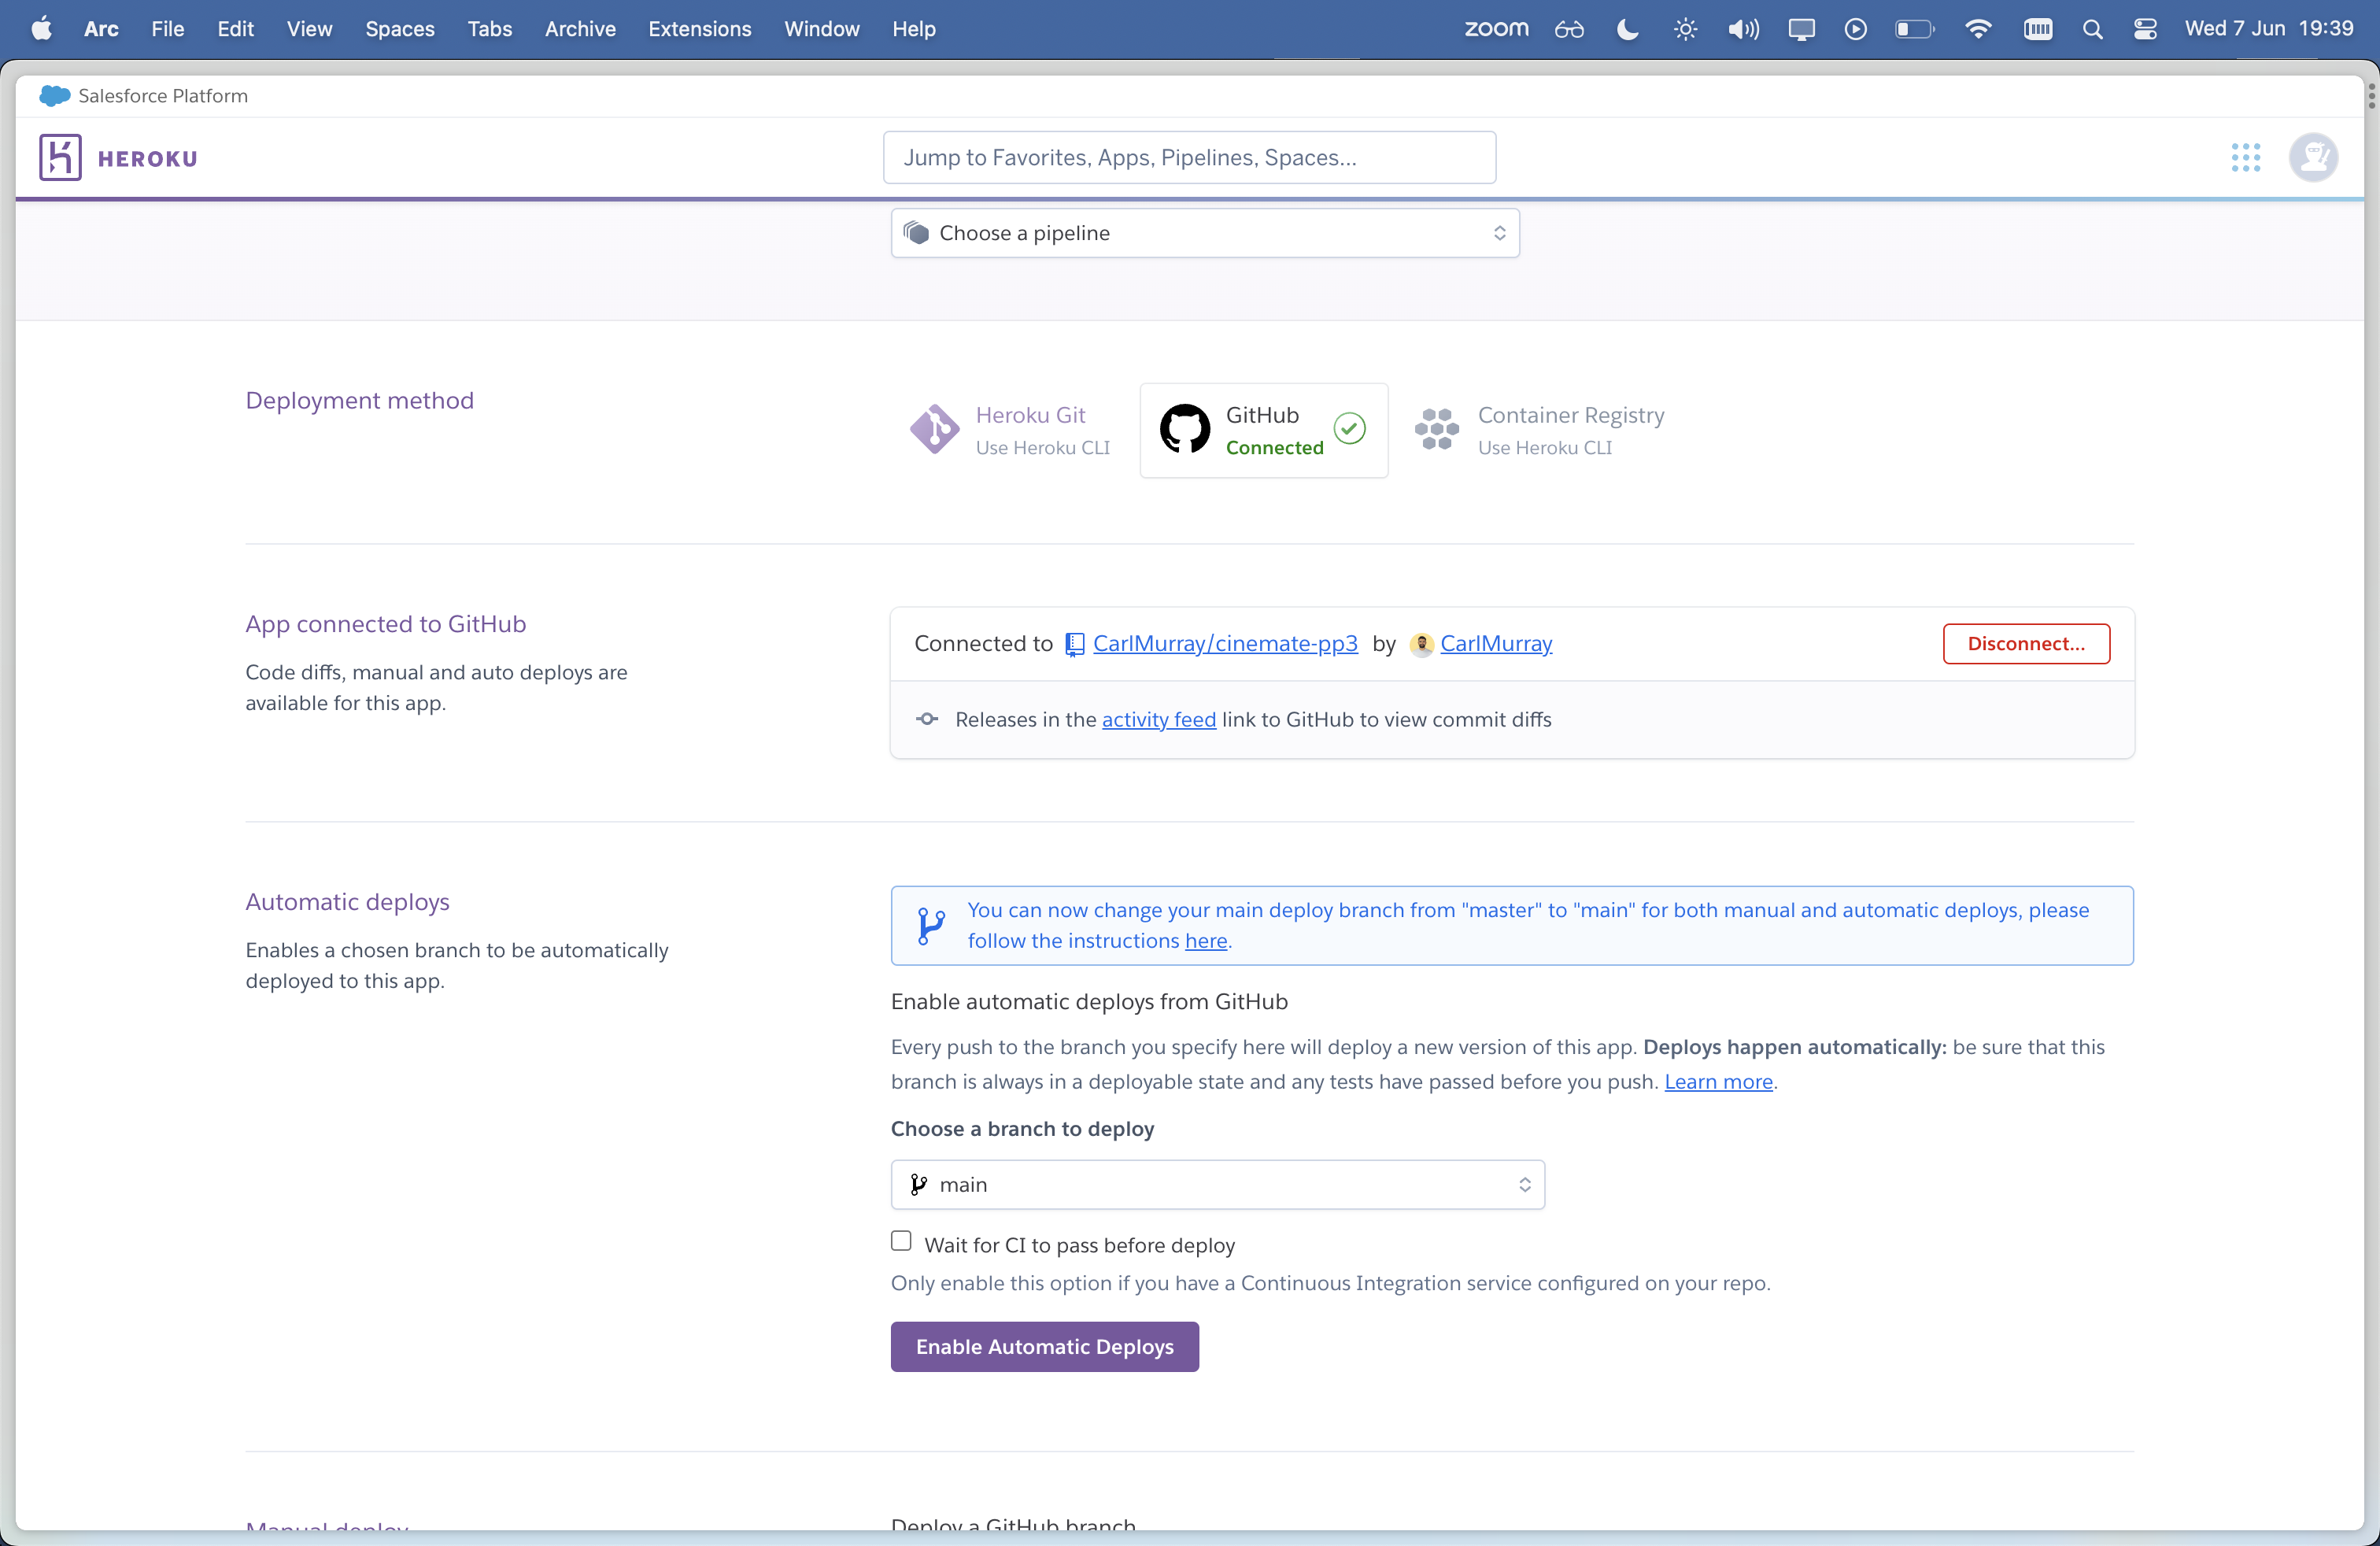 Arc File Edit View Spaces Tabs Archive Extensions Window Help zoom Wed 7 Jun 19:39
Salesforce Platform
HEROKU
Jump to Favorites, Apps, Pipelines, Spaces...
Choose a pipeline
Deployment method
Heroku Git
Use Heroku CLI
GitHub
Connected
Container Registry
Use Heroku CLI
App connected to GitHub
Code diffs, manual and auto deploys are
available for this app.
Connected to CarlMurray/cinemate-pp3 by CarlMurray
Disconnect...
Releases in the activity feed link to GitHub to view commit diffs
Automatic deploys
Enables a chosen branch to be automatically
deployed to this app.
You can now change your main deploy branch from "master" to "main" for both manual and automatic deploys, please
follow the instructions here.
Enable automatic deploys from GitHub
Every push to the branch you specify here will deploy a new version of this app. Deploys happen automatically: be sure that this
branch is always in a deployable state and any tests have passed before you push. Learn more.
Choose a branch to deploy
main
Wait for CI to pass before deploy
Only enable this option if you have a Continuous Integration service configured on your repo.
Enable Automatic Deploys
Manual deploy
Deploy a GitHub branch